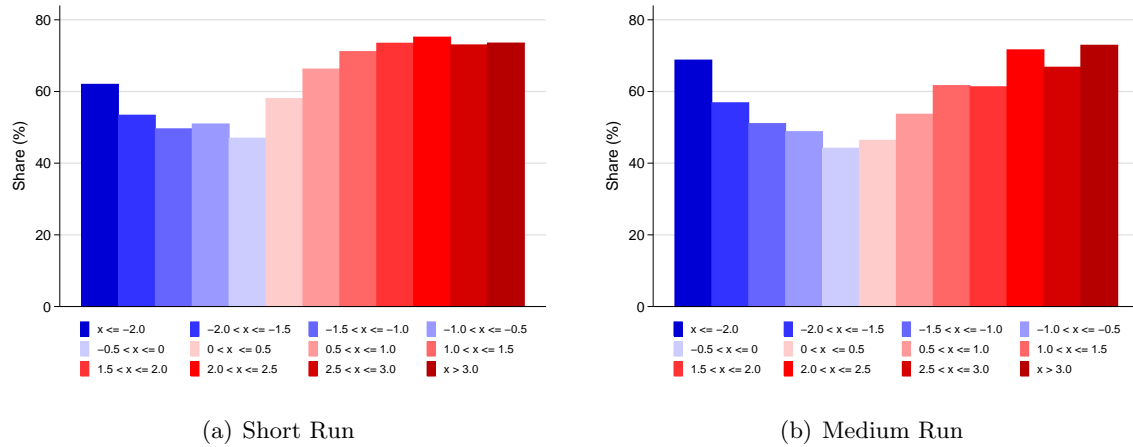 80
60
40
20
0
Share (%)
x <= −2.0
−2.0 < x <= −1.5
−1.5 < x <= −1.0
−1.0 < x <= −0.5
−0.5 < x <= 0
0 < x <= 0.5
0.5 < x <= 1.0
1.0 < x <= 1.5
1.5 < x <= 2.0
2.0 < x <= 2.5
2.5 < x <= 3.0
x > 3.0
(a) Short Run
80
60
40
20
0
Share (%)
x <= −2.0
−2.0 < x <= −1.5
−1.5 < x <= −1.0
−1.0 < x <= −0.5
−0.5 < x <= 0
0 < x <= 0.5
0.5 < x <= 1.0
1.0 < x <= 1.5
1.5 < x <= 2.0
2.0 < x <= 2.5
2.5 < x <= 3.0
x > 3.0
(b) Medium Run